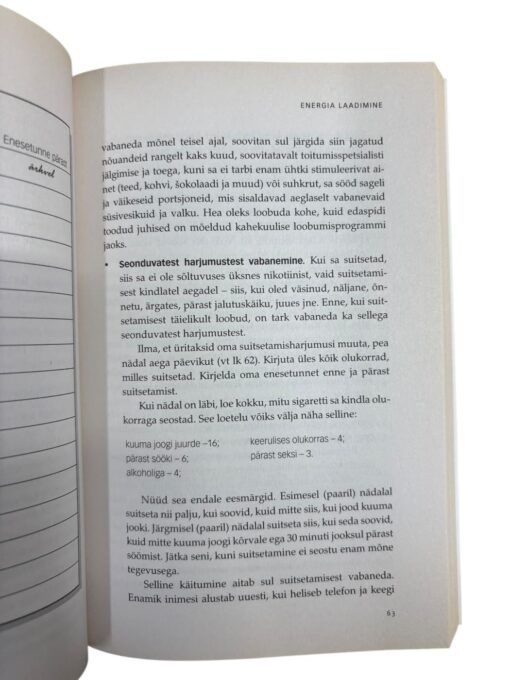 Enesetunne pärast
ärkvel
ENERGIA LAADIMINE
vabaneda mõnel teisel ajal, soovitan sul järgida siin jagatud
nõuandeid rangelt kaks kuud, soovitatavalt toitumisspetsialisti
jälgimise ja toega, kuni sa ei tarbi enam ühtki stimuleerivat ai-
net (teed, kohvi, šokolaadi ja muud) või suhkrut, sa sööd sageli
ja väikeseid portsjoneid, mis sisaldavad aeglaselt vabanevaid
süsivesikuid ja valku. Hea oleks loobuda kohe, kuid edaspidi
toodud juhised on mõeldud kahekuulise loobumisprogrammi
jaoks.
• Seonduvatest harjumustest vabanemine. Kui sa suitsetad,
siis sa ei ole sõltuvuses üksnes nikotiinist, vaid suitsetami-
sest kindlatel aegadel – siis, kui oled väsinud, näljane, õn-
netu, ärgates, pärast jalutuskäiku, juues jne. Enne, kui suit-
setamisest täielikult loobud, on tark vabaneda ka sellega
seonduvatest harjumustest.
Ilma, et üritaksid oma suitsetamisharjumusi muuta, pea
nädal aega päevikut (vt lk 62). Kirjuta üles kõik olukorrad,
milles suitsetad. Kirjelda oma enesetunnet enne ja pärast
suitsetamist.
Kui nädal on läbi, loe kokku, mitu sigaretti sa kindla olu-
korraga seostad. See loetelu võiks välja näha selline:
kuuma joogi juurde –16;
pärast sööki – 6;
alkoholiga – 4;
keerulises olukorras – 4;
pärast seksi – 3.
Nüüd sea endale eesmärgid. Esimesel (paaril) nädalal
suitseta nii palju, kui soovid, kuid mitte siis, kui jood kuuma
jooki. Järgmisel (paaril) nädalal suitseta siis, kui seda soovid,
kuid mitte kuuma joogi kõrvale ega 30 minuti jooksul pärast
söömist. Jätka seni, kuni suitsetamine ei seostu enam mõne
tegevusega.
Selline käitumine aitab sul suitsetamisest vabaneda.
Enamik inimesi alustab uuesti, kui heliseb telefon ja keegi
63